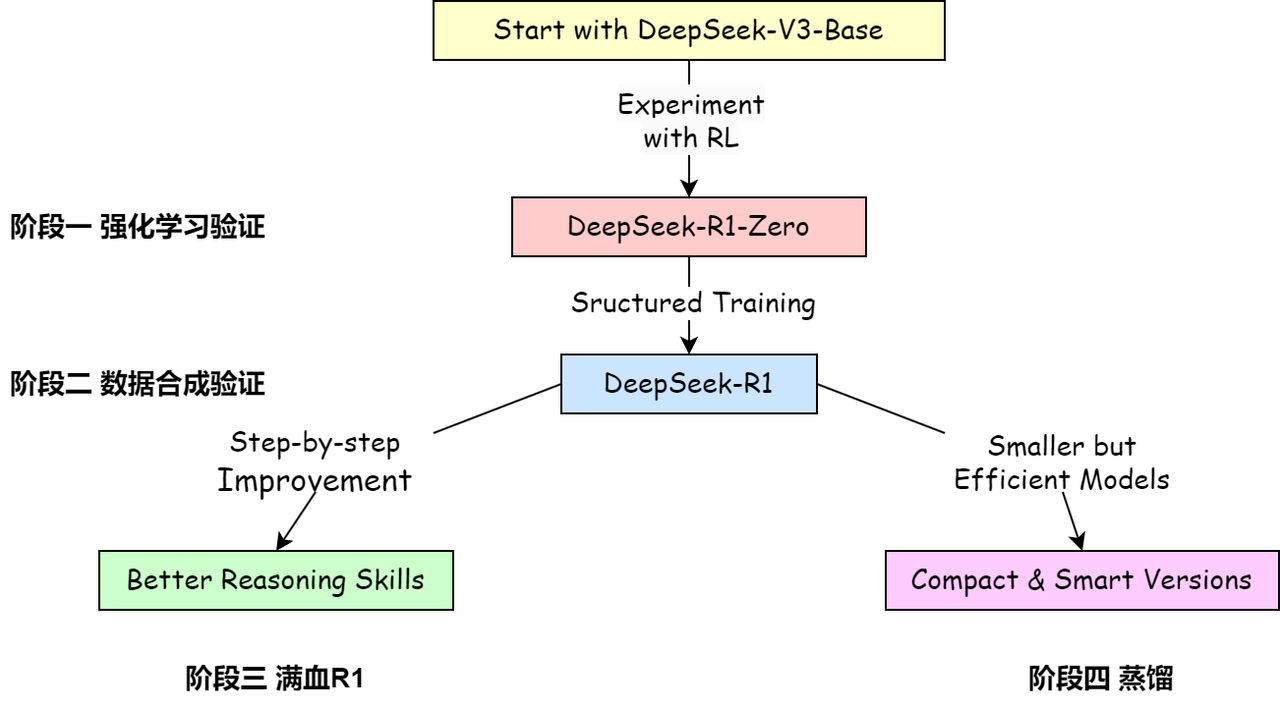 Start with DeepSeek-V3-Base
Experiment
with RL
阶段一 强化学习验证
DeepSeek-R1-Zero
Sructured Training
阶段二 数据合成验证
DeepSeek-R1
Step-by-step
Improvement
Smaller but
Efficient Models
Better Reasoning Skills
Compact & Smart Versions
阶段三 满血R1
阶段四 蒸馏